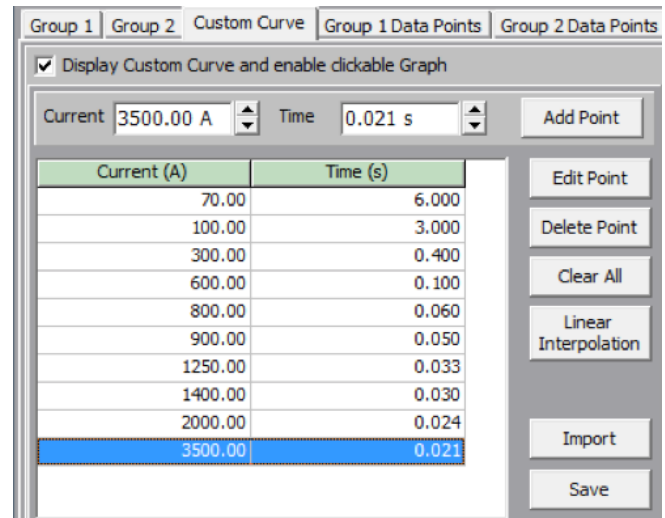 Group 1 Group 2 Custom Curve Group 1 Data Points Group 2 Data Points
Display Custom Curve and enable clickable Graph
Current 3500.00 A Time 0.021 s Add Point
Current (A) Time (s)
70.00 6.000
100.00 3.000
300.00 0.400
600.00 0.100
800.00 0.060
900.00 0.050
1250.00 0.033
1400.00 0.030
2000.00 0.024
3500.00 0.021
Edit Point
Delete Point
Clear All
Linear
Interpolation
Import
Save